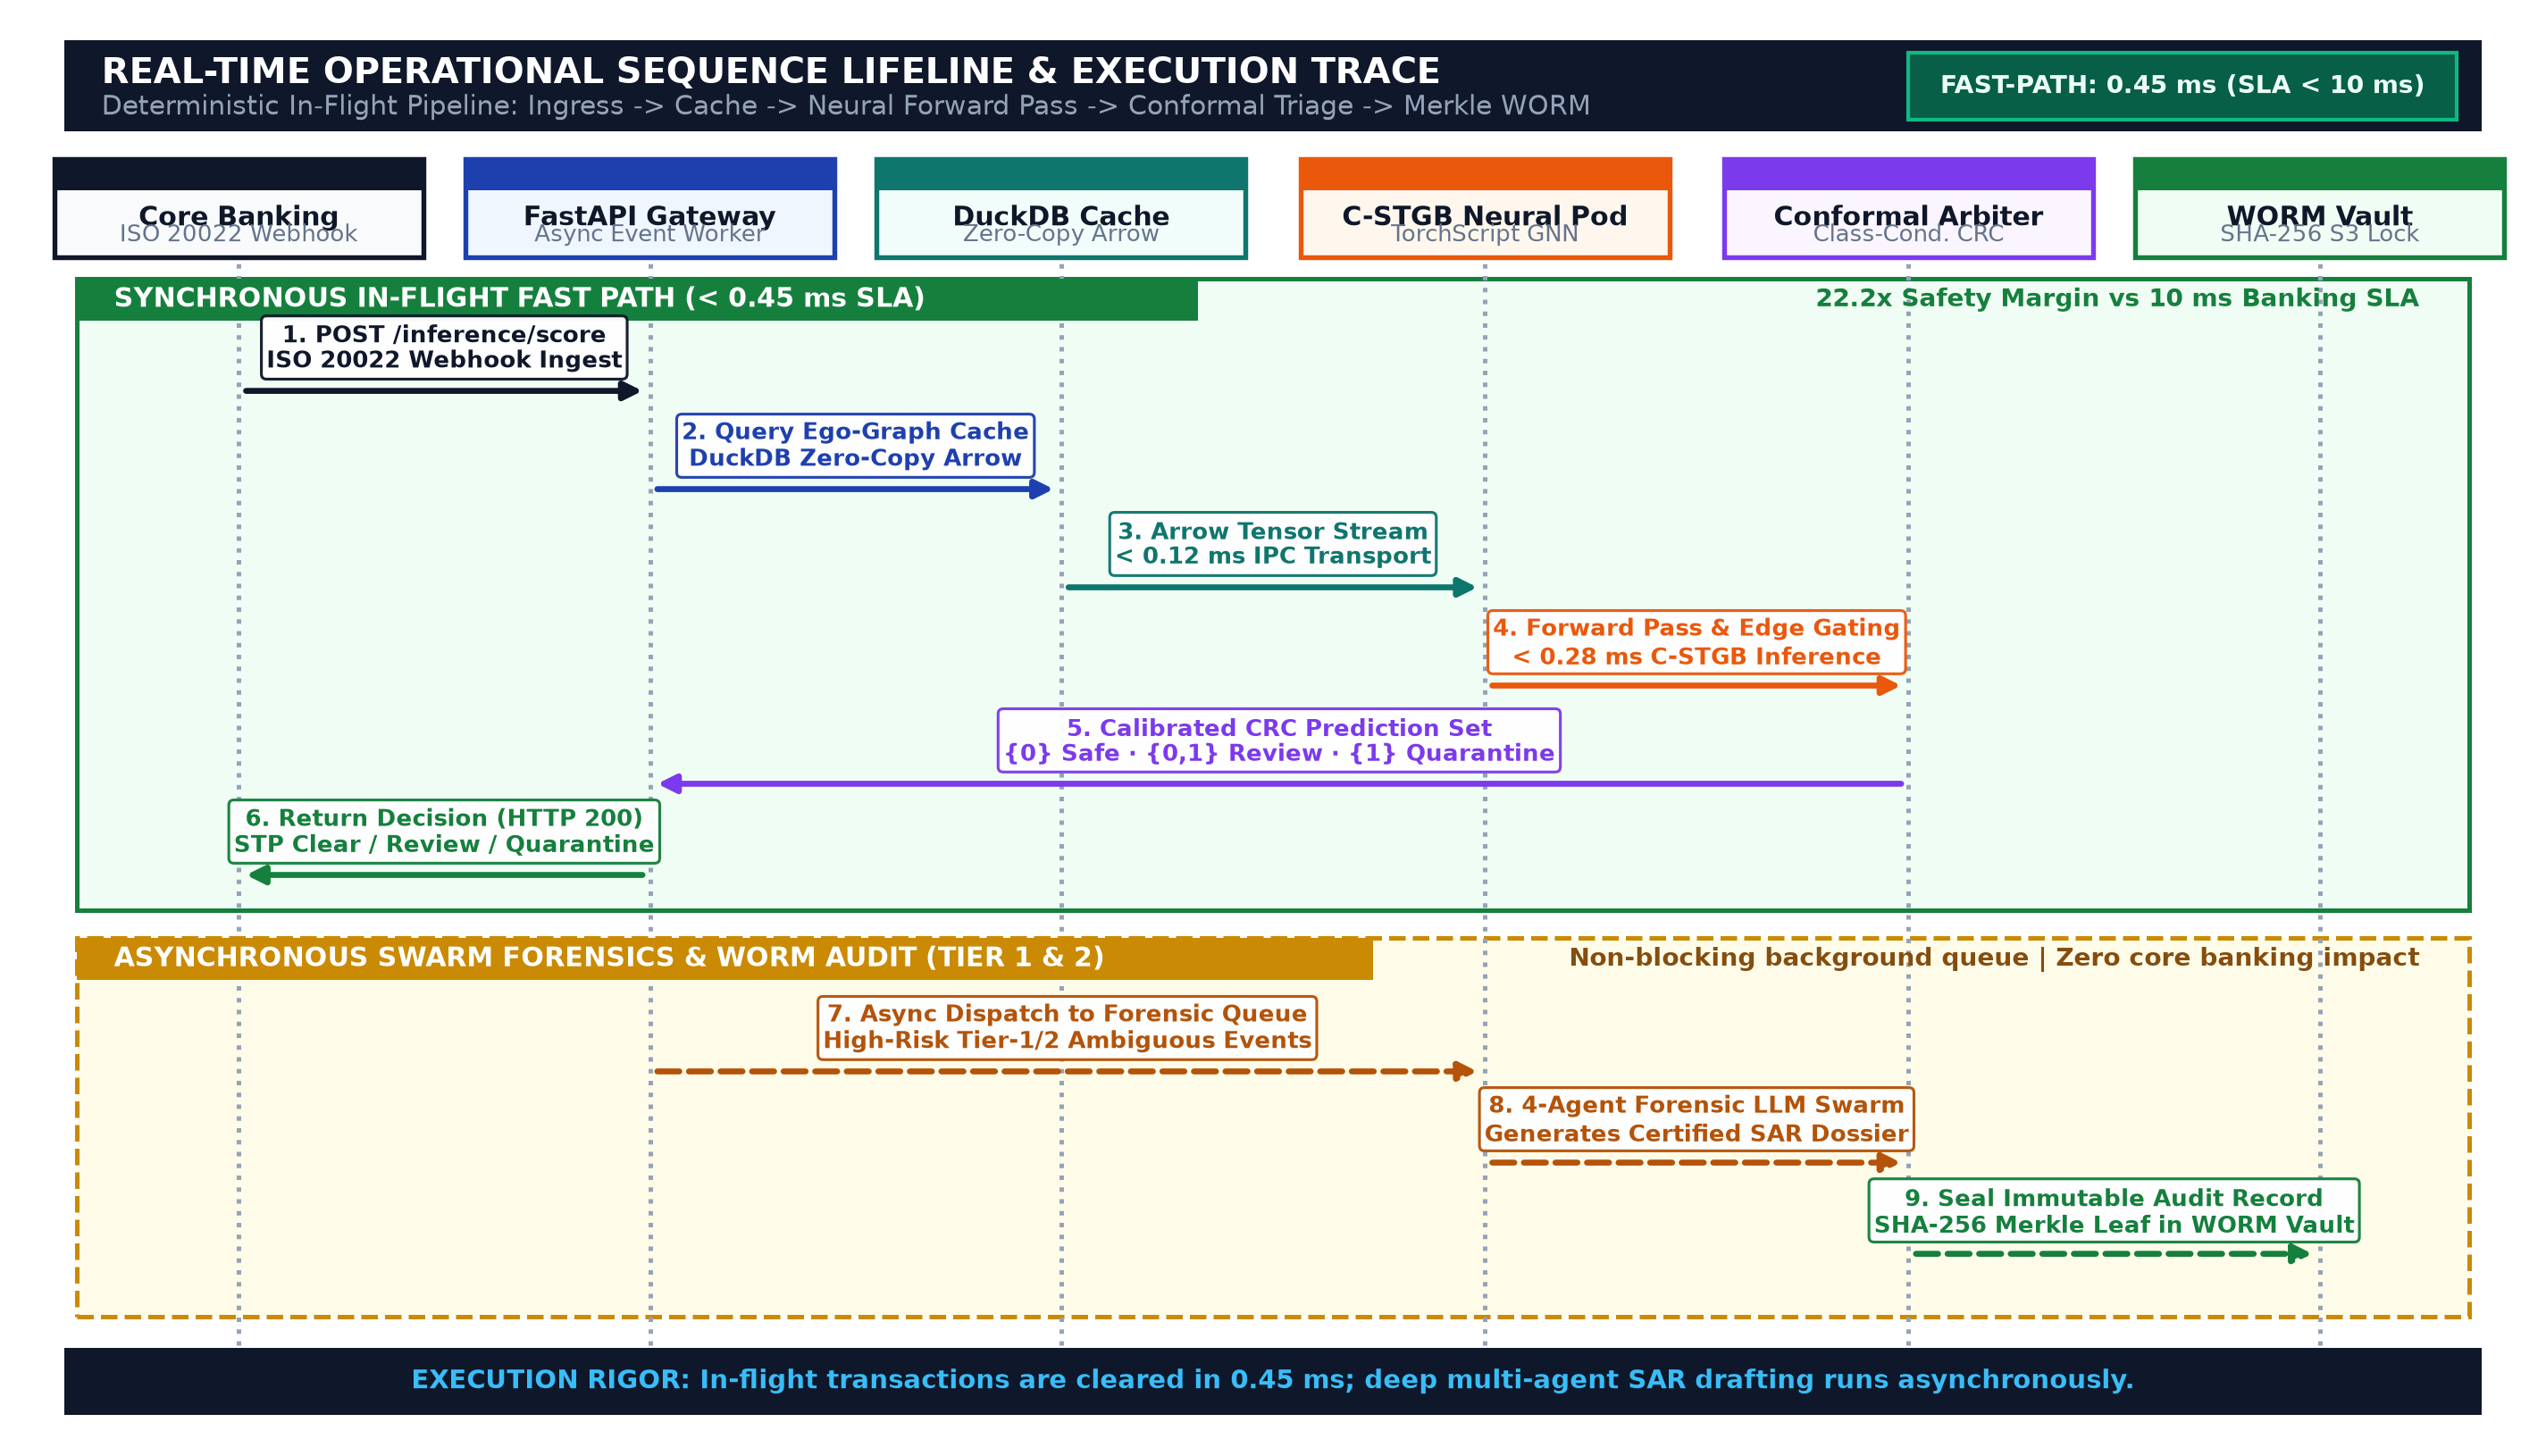 REAL-TIME OPERATIONAL SEQUENCE LIFELINE & EXECUTION TRACE
Deterministic In-Flight Pipeline: Ingress -> Cache -> Neural Forward Pass -> Conformal Triage -> Merkle WORM
FAST-PATH: 0.45 ms (SLA < 10 ms)
Core Banking
ISO 20022 Webhook
FastAPI Gateway
Async Event Worker
DuckDB Cache
Zero-Copy Arrow
C-STGB Neural Pod
TorchScript GNN
Conformal Arbiter
Class-Cond. CRC
WORM Vault
SHA-256 S3 Lock
SYNCHRONOUS IN-FLIGHT FAST PATH (< 0.45 ms SLA)
22.2x Safety Margin vs 10 ms Banking SLA
1. POST /inference/score
ISO 20022 Webhook Ingest
2. Query Ego-Graph Cache
DuckDB Zero-Copy Arrow
3. Arrow Tensor Stream
< 0.12 ms IPC Transport
4. Forward Pass & Edge Gating
< 0.28 ms C-STGB Inference
5. Calibrated CRC Prediction Set
{0} Safe · {0,1} Review · {1} Quarantine
6. Return Decision (HTTP 200)
STP Clear / Review / Quarantine
ASYNCHRONOUS SWARM FORENSICS & WORM AUDIT (TIER 1 & 2)
Non-blocking background queue | Zero core banking impact
7. Async Dispatch to Forensic Queue
High-Risk Tier-1/2 Ambiguous Events
8. 4-Agent Forensic LLM Swarm
Generates Certified SAR Dossier
9. Seal Immutable Audit Record
SHA-256 Merkle Leaf in WORM Vault
EXECUTION RIGOR: In-flight transactions are cleared in 0.45 ms; deep multi-agent SAR drafting runs asynchronously.